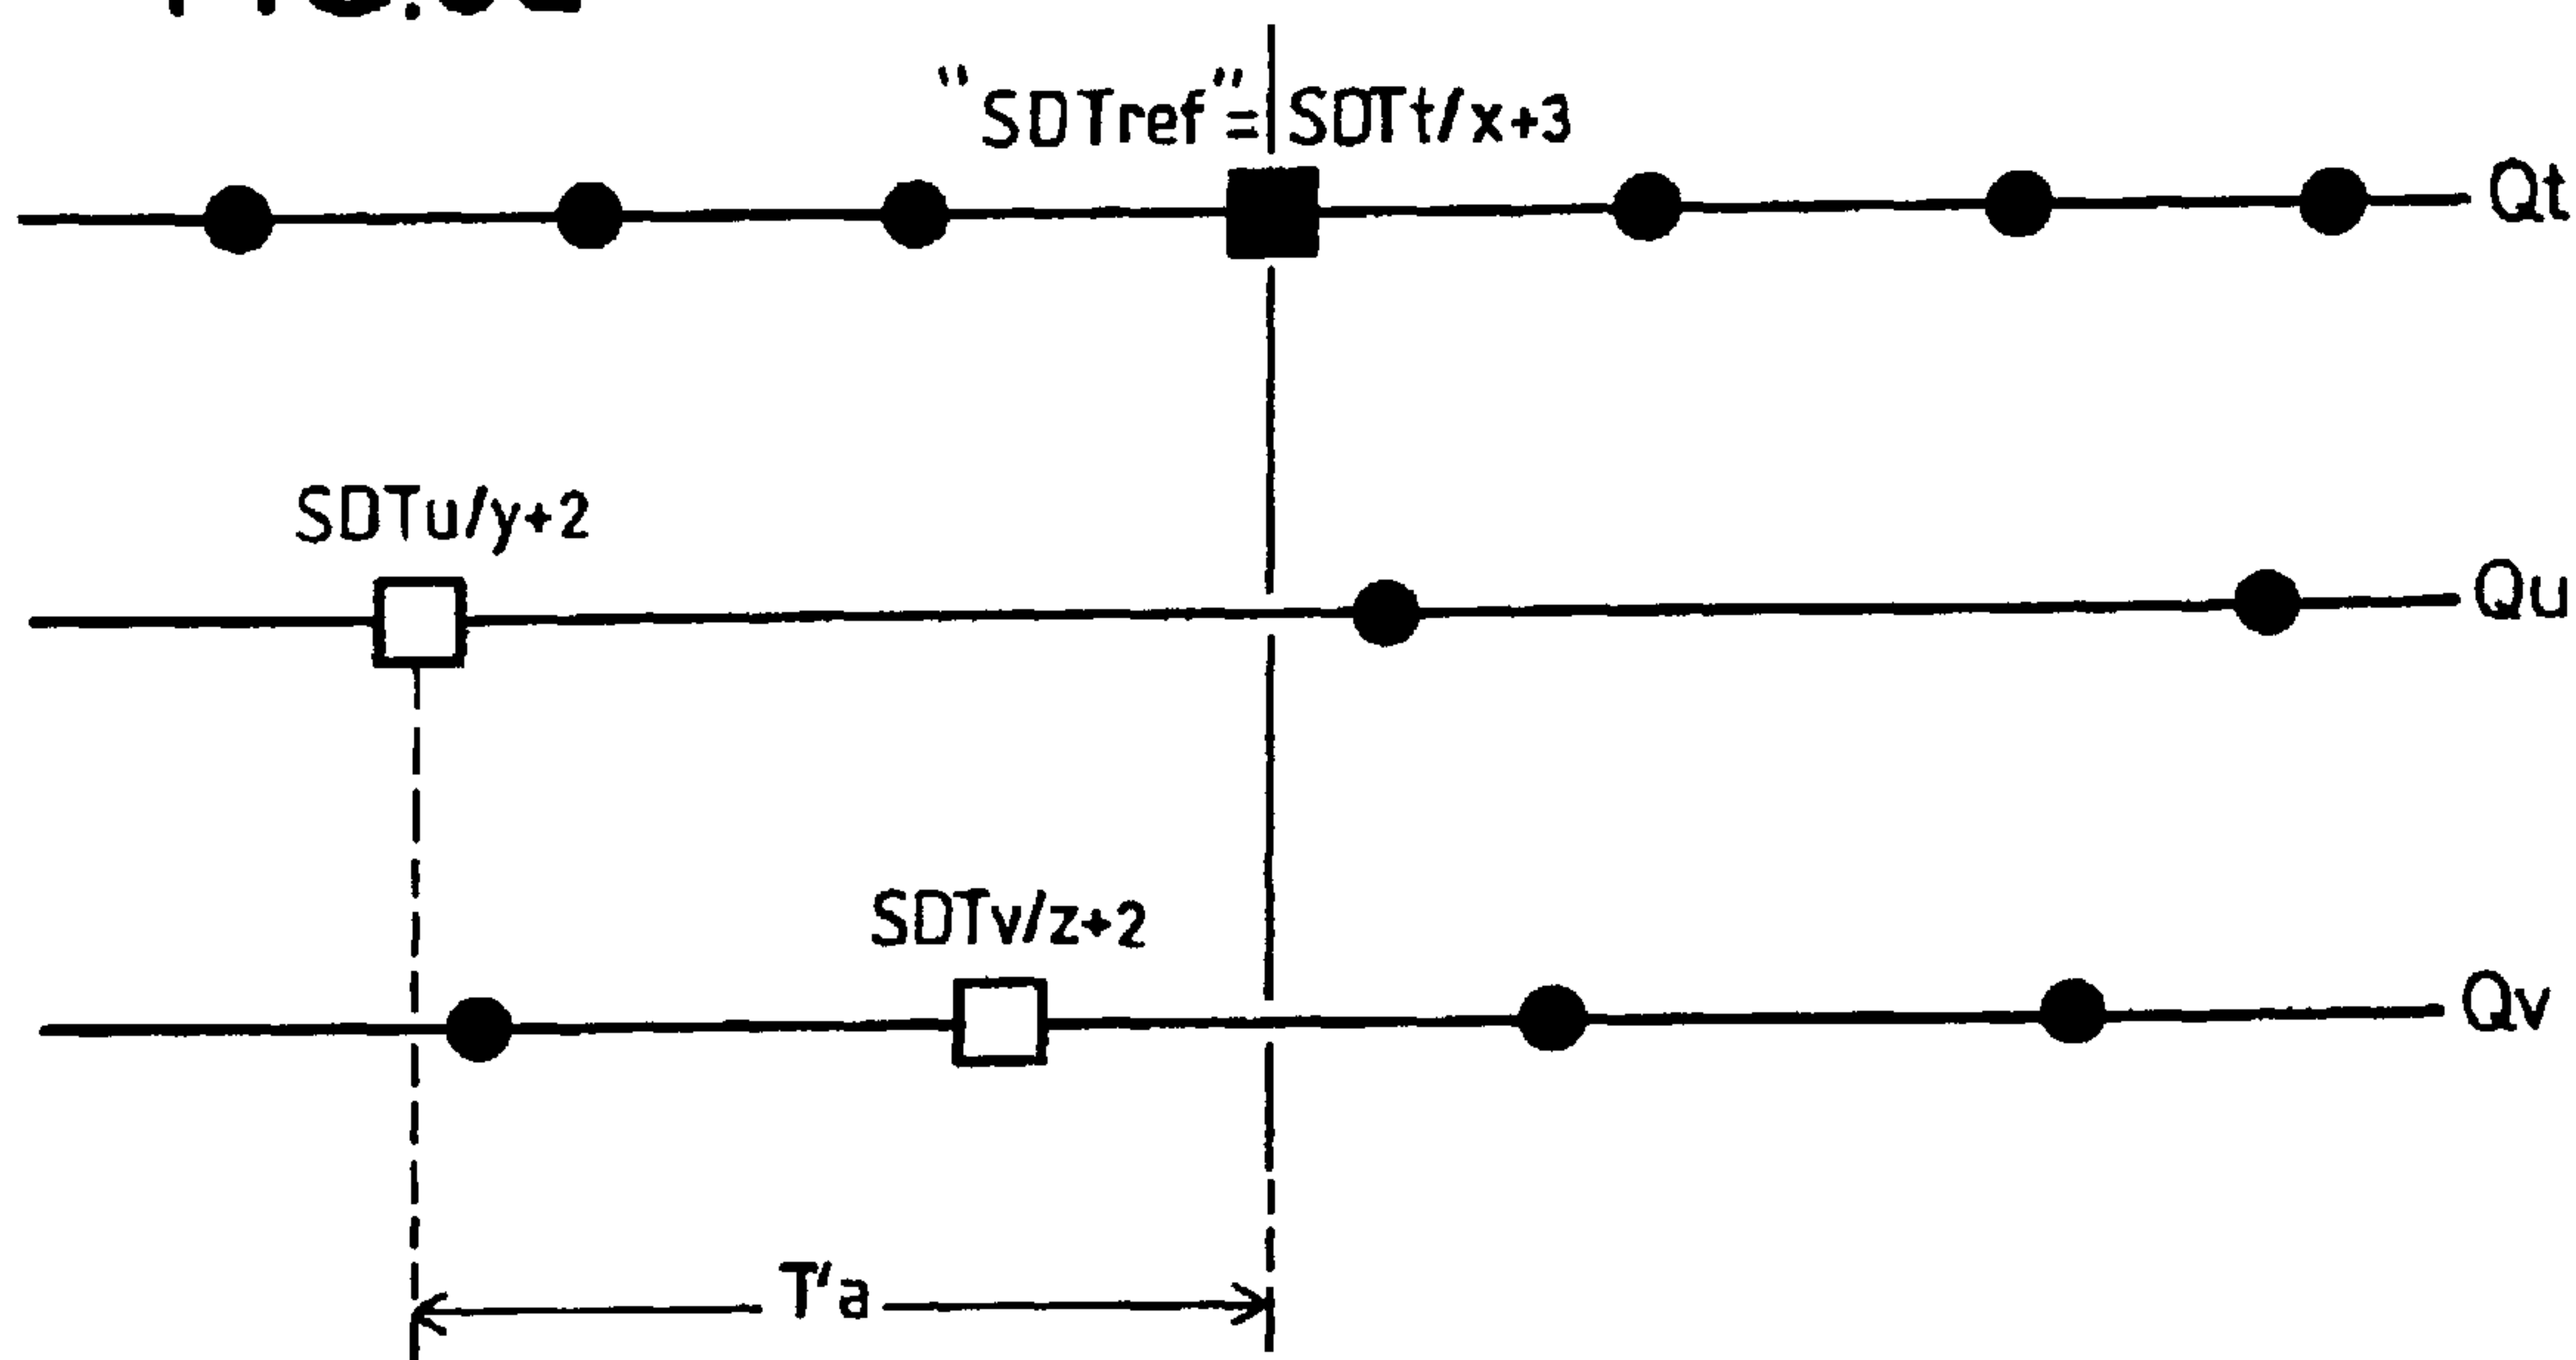 "SDTref"= SDTt/x+3
Qt
SDTu/y+2
Qu
SDTv/z+2
Qv
T'a